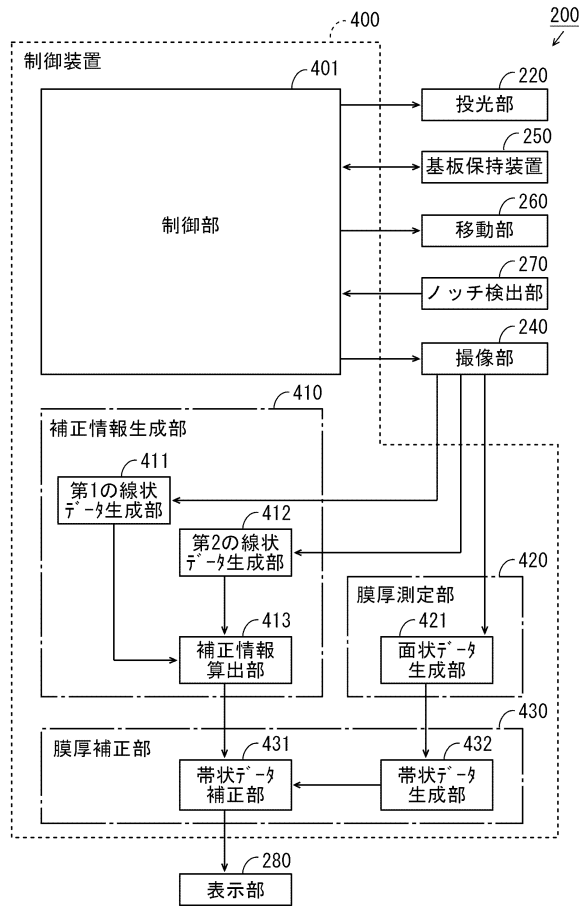 200
400
制御装置
401
制御部
220
投光部
250
基板保持装置
260
移動部
270
ノッチ検出部
240
撮像部
410
補正情報生成部
411
第1の線状
データ生成部
412
第2の線状
データ生成部
413
補正情報
算出部
420
膜厚測定部
421
面状データ
生成部
430
膜厚補正部
431
帯状データ
補正部
432
帯状データ
生成部
280
表示部